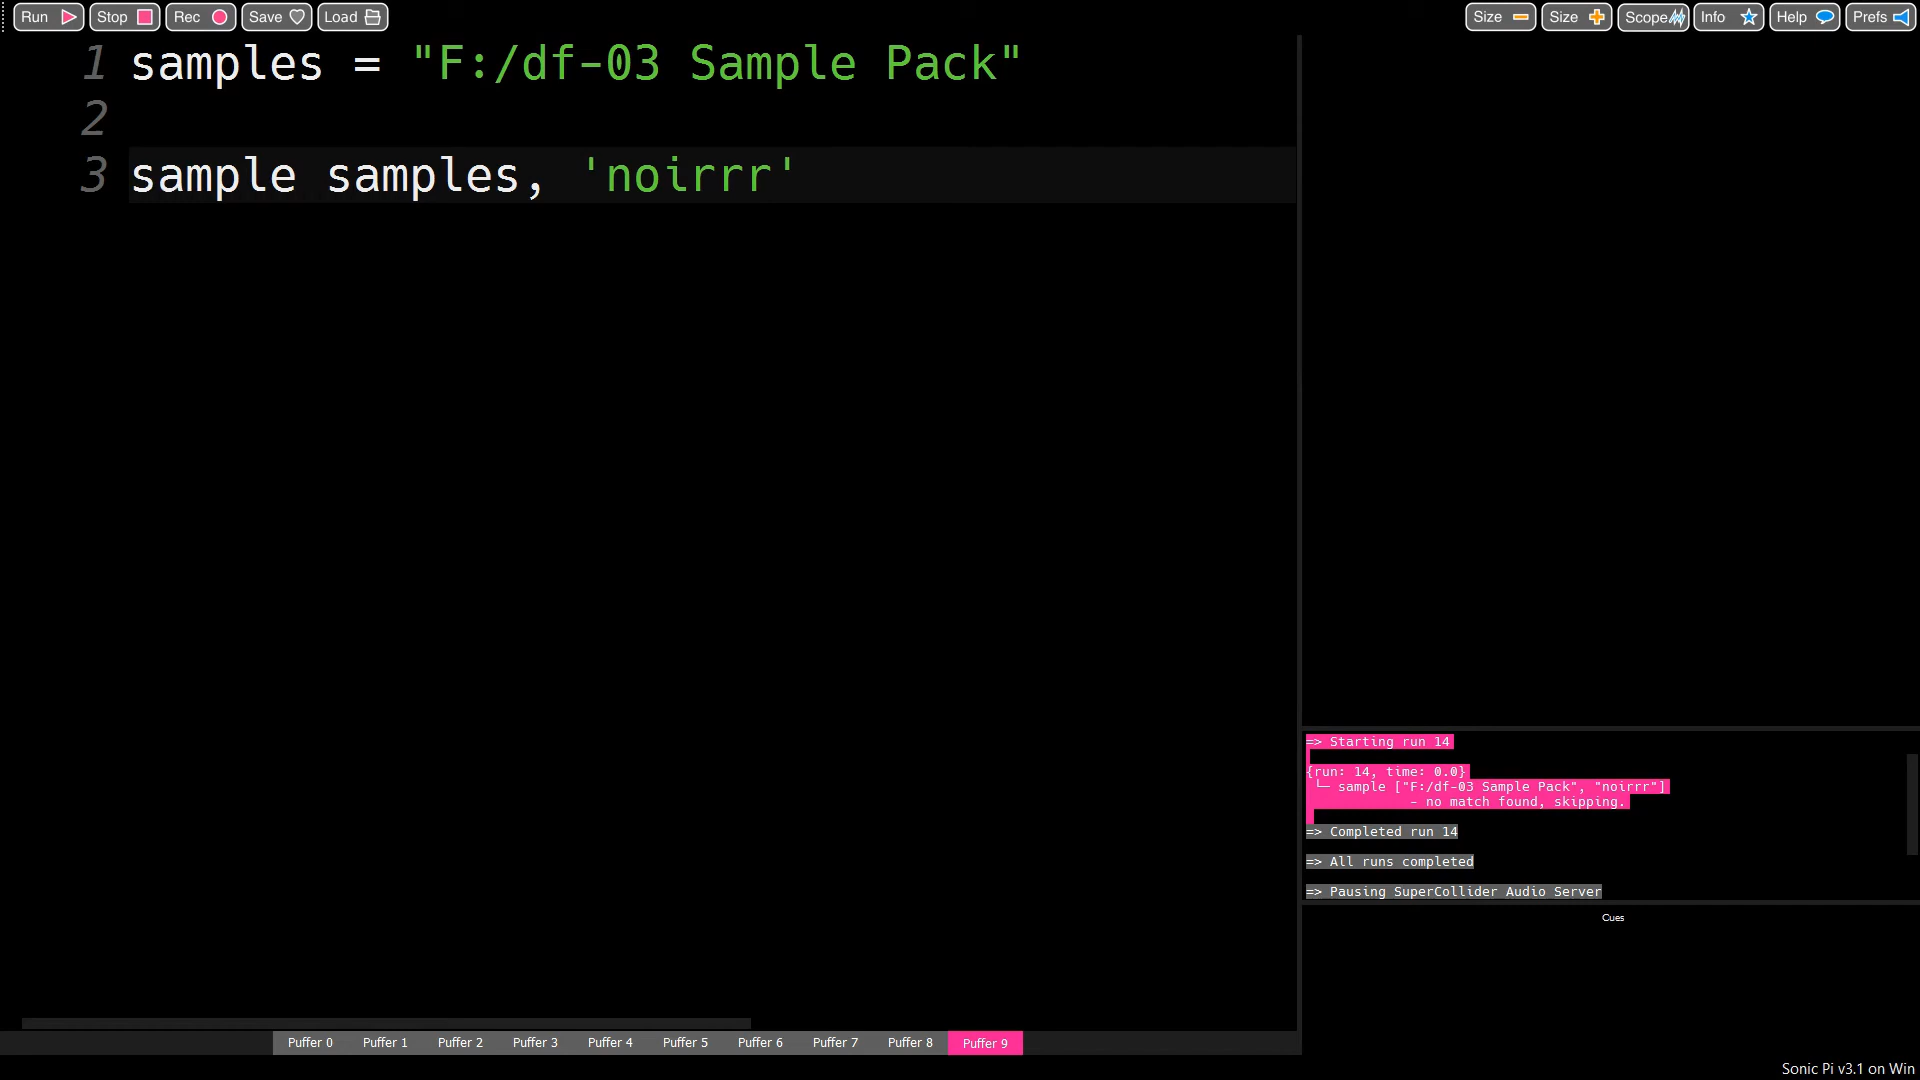 Run Stop Rec Save Load Size Size Scope Info Help Prefs
1 samples = "F:/df-03 Sample Pack"
2
3 sample samples, 'noirrr'
=> Starting run 14
{run: 14, time: 0.0}
└─ sample ["F:/df-03 Sample Pack", "noirrr"]
- no match found, skipping.
=> Completed run 14
=> All runs completed
=> Pausing SuperCollider Audio Server
Cues
Puffer 0 Puffer 1 Puffer 2 Puffer 3 Puffer 4 Puffer 5 Puffer 6 Puffer 7 Puffer 8 Puffer 9
Sonic Pi v3.1 on Win